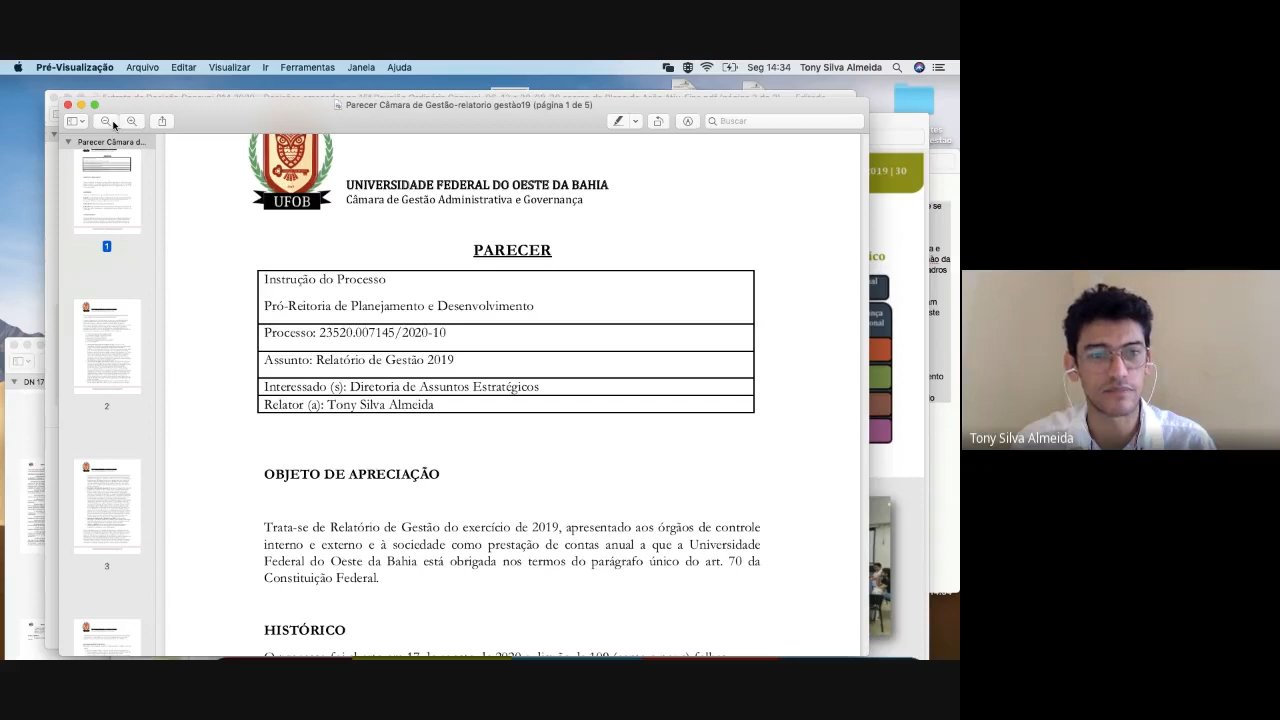 Pré-Visualização Arquivo Editar Visualizar Ir Ferramentas Janela Ajuda
Seg 14:34 Tony Silva Almeida
Parecer Câmara de Gestão-relatorio gestão19 (página 1 de 5)
Buscar
Parecer Câmara d...
1
2
3
DN 17
2019 | 30
UFOB
UNIVERSIDADE FEDERAL DO OESTE DA BAHIA
Câmara de Gestão Administrativa e Governança
PARECER
Instrução do Processo
Pró-Reitoria de Planejamento e Desenvolvimento
Processo: 23520.007145/2020-10
Assunto: Relatório de Gestão 2019
Interessado (s): Diretoria de Assuntos Estratégicos
Relator (a): Tony Silva Almeida
OBJETO DE APRECIAÇÃO
Trata-se de Relatório de Gestão do exercício de 2019, apresentado aos órgãos de controle
interno e externo e à sociedade como prestação de contas anual a que a Universidade
Federal do Oeste da Bahia está obrigada nos termos do parágrafo único do art. 70 da
Constituição Federal.
HISTÓRICO
Tony Silva Almeida